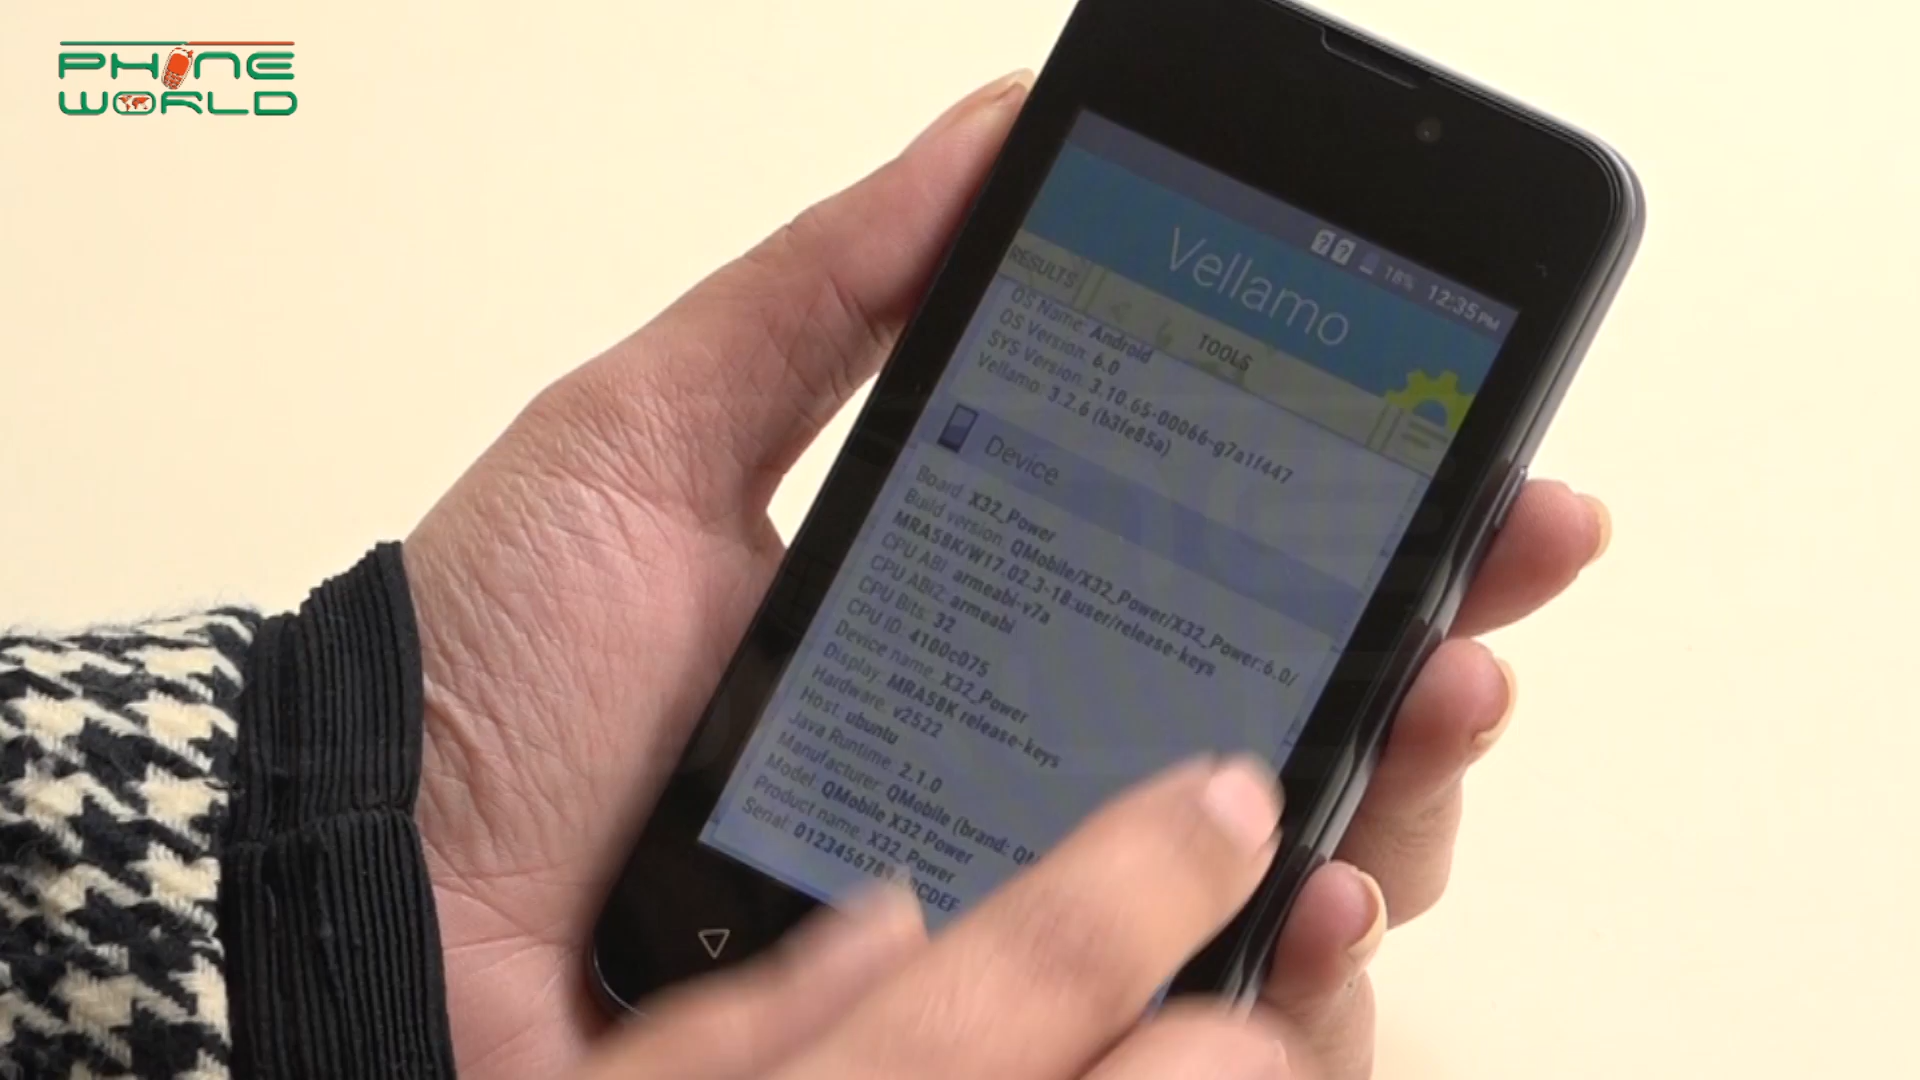 PHONE
WORLD
18% 12:35 PM
Vellamo
RESULTS
TOOLS
OS Name: Android
OS Version: 6.0
SYS Version: 3.10.65-00066-g7a1f447
Vellamo: 3.2.6 (b3fe85a)
Device
Board: X32_Power
Build version: QMobile/X32_Power/X32_Power:6.0/
MRA58K/W17.02.3-18:user/release-keys
CPU ABI: armeabi-v7a
CPU ABI2: armeabi
CPU Bits: 32
CPU ID: 4100c075
Device name: X32_Power
Display: MRA58K release-keys
Hardware: v2522
Host: ubuntu
Java Runtime: 2.1.0
Manufacturer: QMobile (brand:
Model: QMobile X32 Power
Product name: X32_Power
Serial: